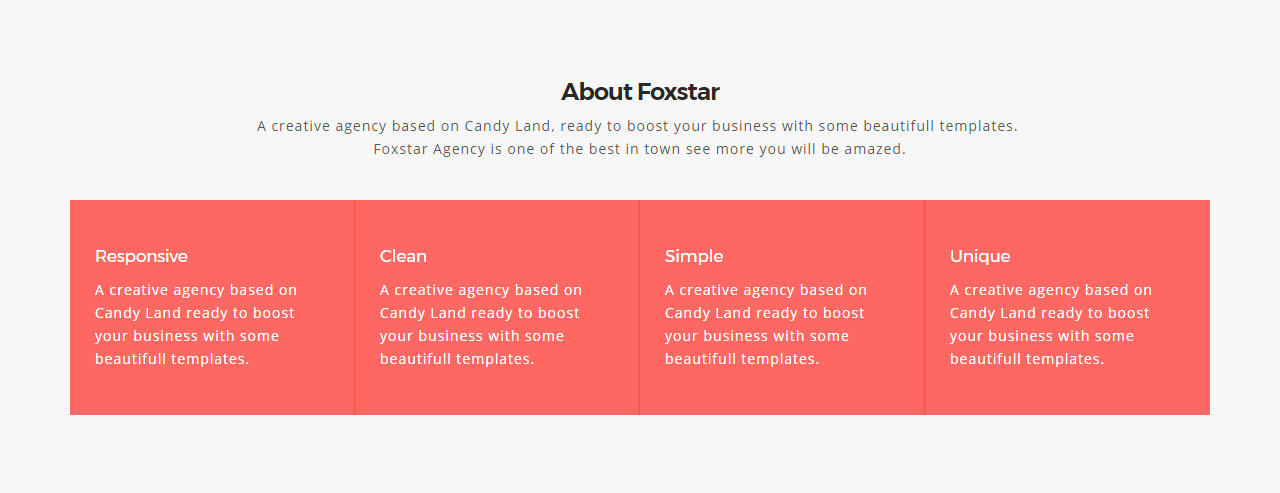 About Foxstar
A creative agency based on Candy Land, ready to boost your business with some beautifull templates.
Foxstar Agency is one of the best in town see more you will be amazed.
Responsive
A creative agency based on
Candy Land ready to boost
your business with some
beautifull templates.
Clean
A creative agency based on
Candy Land ready to boost
your business with some
beautifull templates.
Simple
A creative agency based on
Candy Land ready to boost
your business with some
beautifull templates.
Unique
A creative agency based on
Candy Land ready to boost
your business with some
beautifull templates.